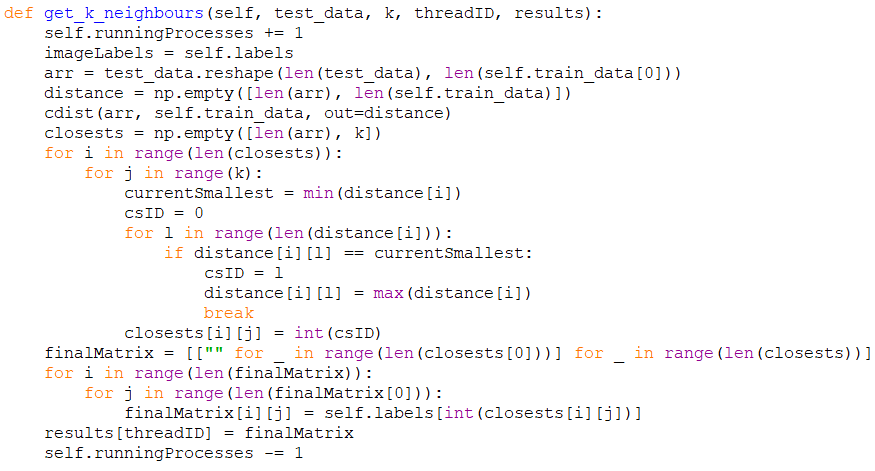 def get_k_neighbours(self, test_data, k, threadID, results):
    self.runningProcesses += 1
    imageLabels = self.labels
    arr = test_data.reshape(len(test_data), len(self.train_data[0]))
    distance = np.empty([len(arr), len(self.train_data)])
    cdist(arr, self.train_data, out=distance)
    closests = np.empty([len(arr), k])
    for i in range(len(closests)):
        for j in range(k):
            currentSmallest = min(distance[i])
            csID = 0
            for l in range(len(distance[i])):
                if distance[i][l] == currentSmallest:
                    csID = l
                    distance[i][l] = max(distance[i])
                    break
            closests[i][j] = int(csID)
    finalMatrix = [["" for _ in range(len(closests[0]))] for _ in range(len(closests))]
    for i in range(len(finalMatrix)):
        for j in range(len(finalMatrix[0])):
            finalMatrix[i][j] = self.labels[int(closests[i][j])]
    results[threadID] = finalMatrix
    self.runningProcesses -= 1